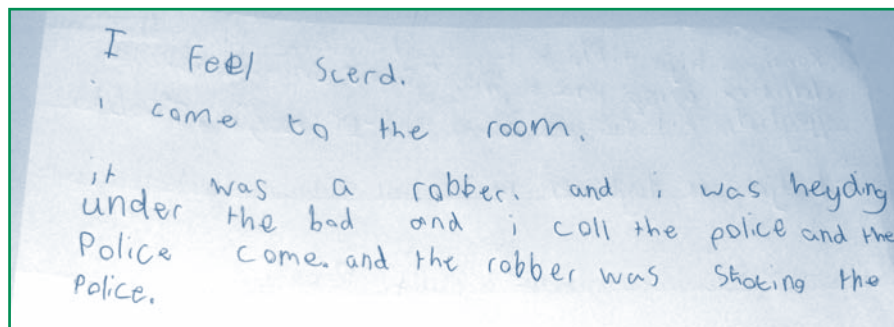 I Feel Scerd.
i come to the room.
it was a robber. and i was heyding
under the bad and i coll the police and the
Police come. and the robber was shoting the
Police.